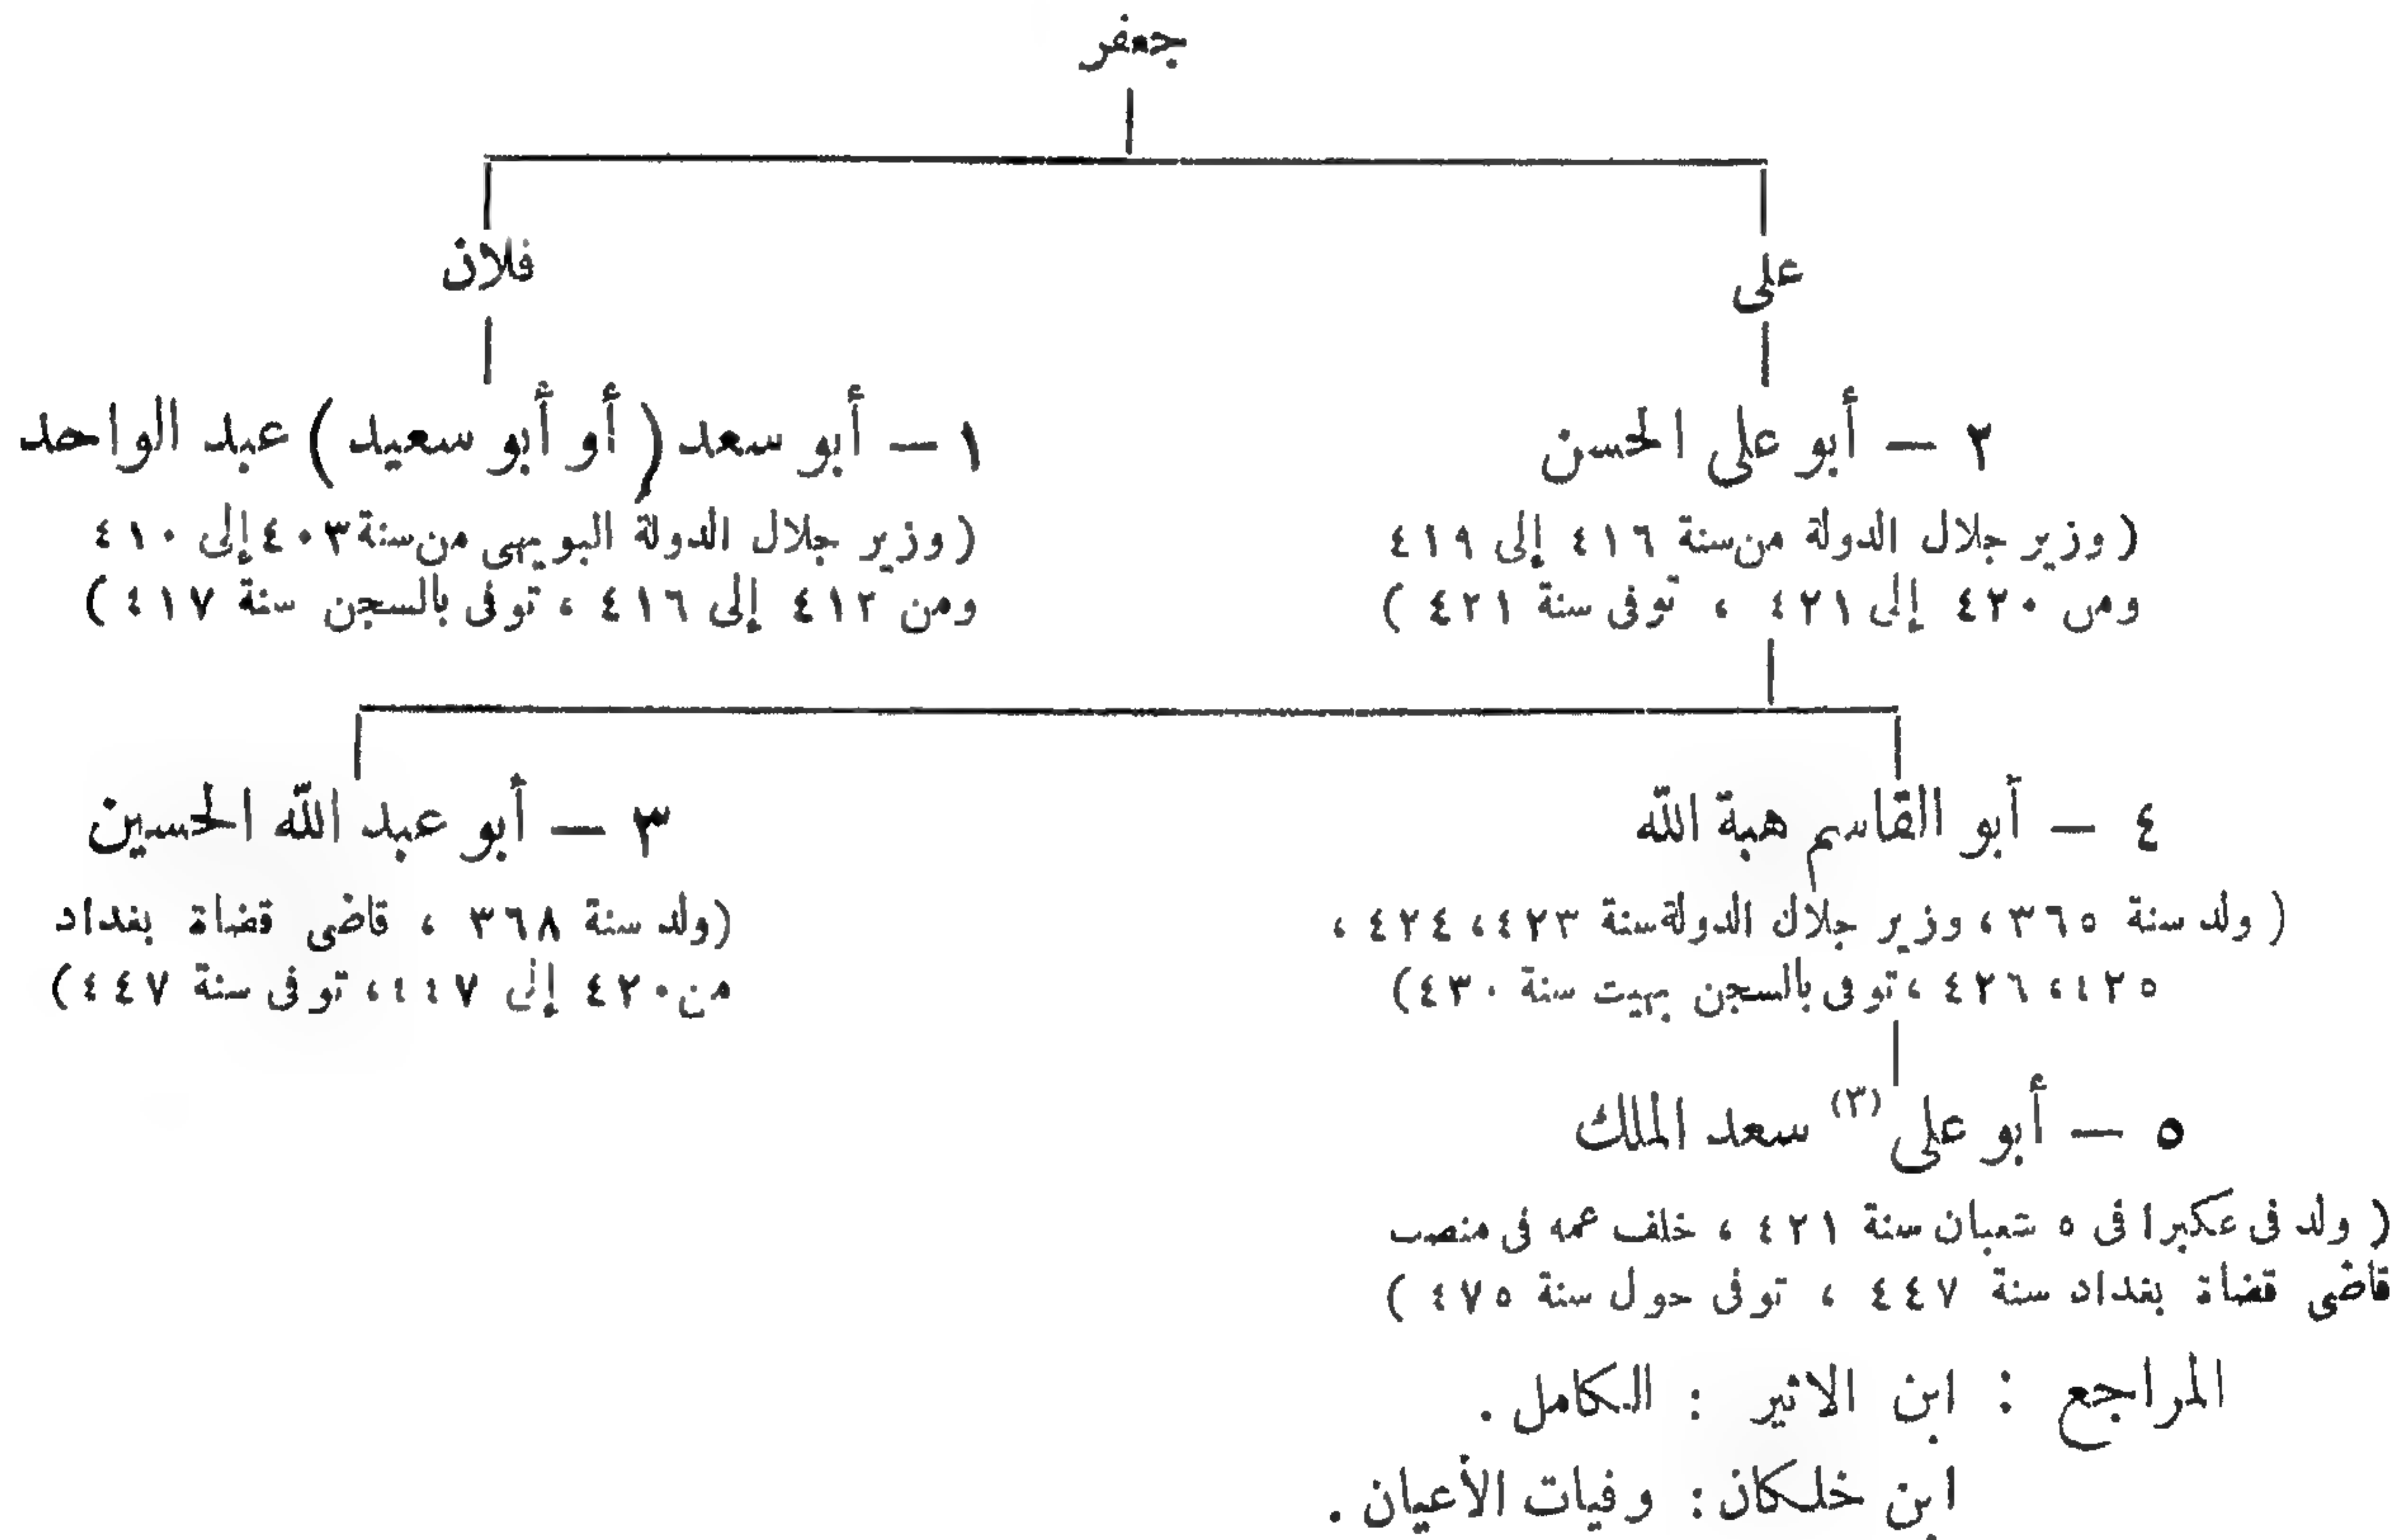 جعفر
على
فلان
٢ — أبو على الحسن
(وزير جلال الدولة من سنة ٤١٦ إلى ٤١٩
ومن ٤٢٠ إلى ٤٢١ ، توفى سنة ٤٢١)
١ — أبو سعد (أو أبو سعيد) عبد الواحد
(وزير جلال الدولة البويهى من سنة ٤٠٣ إلى ٤١٠
ومن ٤١٢ إلى ٤١٦ ، توفى بالسجن سنة ٤١٧)
٤ — أبو القاسم هبة الله
(ولد سنة ٣٦٥ ، وزير جلال الدولة سنة ٤٢٣ ، ٤٢٤ ،
٤٢٥ ، ٤٢٦ ، توفى بالسجن بهيت سنة ٤٣٠)
٣ — أبو عبد الله الحسين
(ولد سنة ٣٦٨ ، قاضى قضاة بغداد
من ٤٢٠ إلى ٤٤٧ ، توفى سنة ٤٤٧)
٥ — أبو على (٣) سعد الملك
(ولد فى عكبرا فى ٥ شعبان سنة ٤٢١ ، خلف عمه فى منصب
قاضى قضاة بغداد سنة ٤٤٧ ، توفى حول سنة ٤٧٥)
المراجع : ابن الاثير : الكامل .
ابن خلكان : وفيات الأعيان .